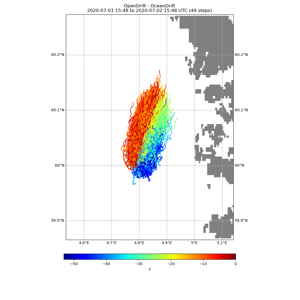 OpenDrift - OceanDrift
2020-07-01 15:48 to 2020-07-02 15:48 UTC (49 steps)
60.2°N 60.2°N
60.1°N 60.1°N
60°N 60°N
59.9°N 59.9°N
4.6°E 4.7°E 4.8°E 4.9°E 5°E 5.1°E
−50 −40 −30 −20 −10 0
z